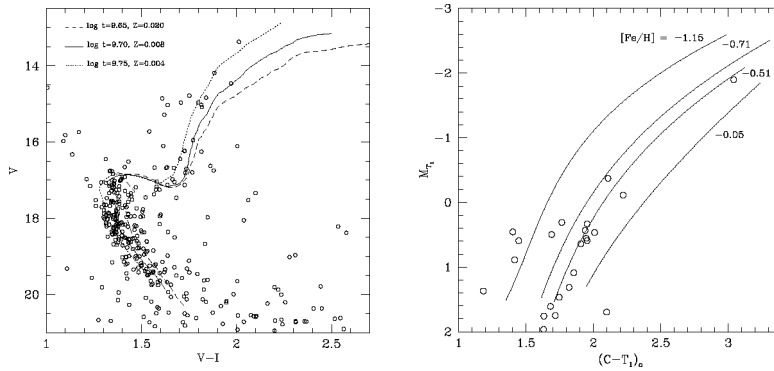 log t=9.65, Z=0.020
log t=9.70, Z=0.008
log t=9.75, Z=0.004
14
16
18
20
V
1
1.5
2
2.5
V−I
[Fe/H] = −1.15
−0.71
−0.51
−0.05
−3
−2
−1
0
1
2
M_T₁
1
1.5
2
2.5
3
(C−T₁)ₒ